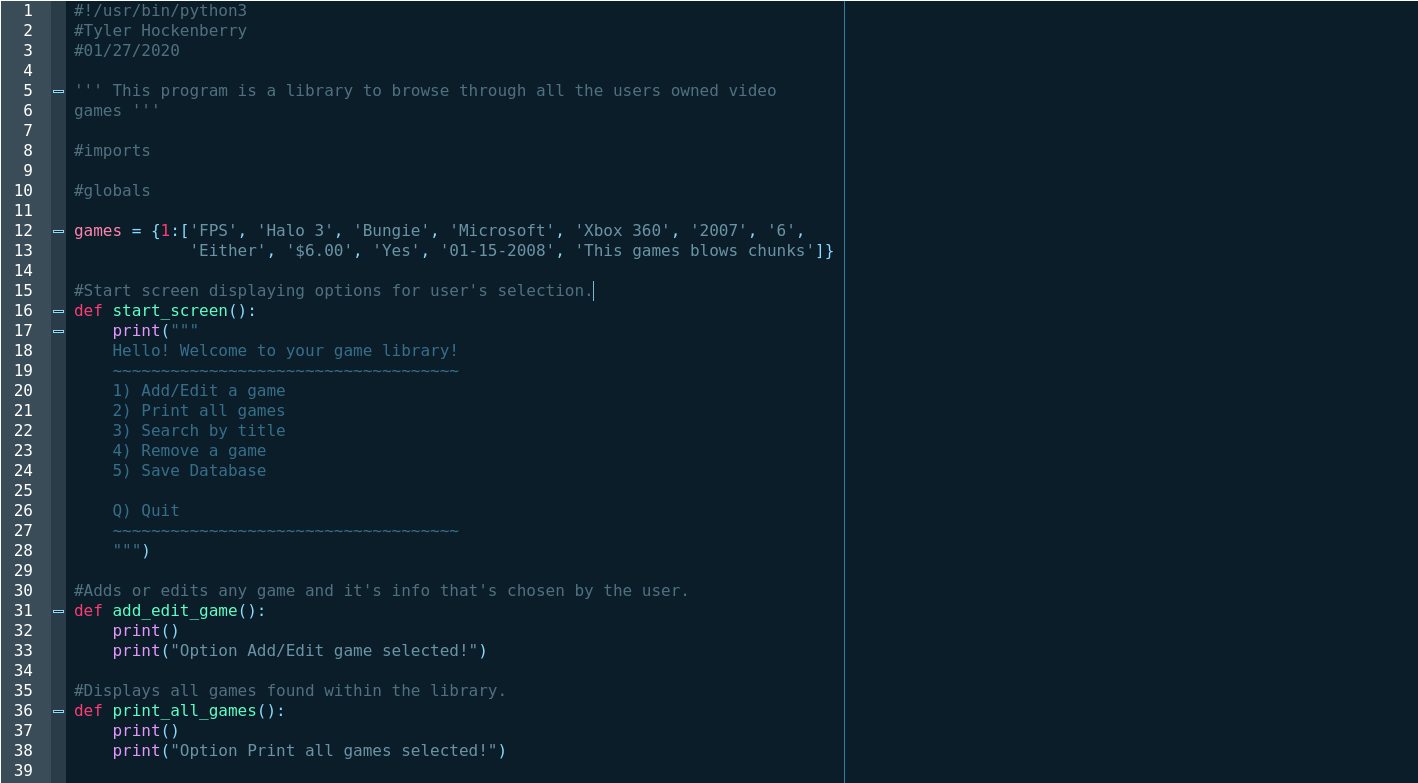 1 #!/usr/bin/python3
2 #Tyler Hockenberry
3 #01/27/2020
4
5 ''' This program is a library to browse through all the users owned video
6 games '''
7
8 #imports
9
10 #globals
11
12 games = {1:['FPS', 'Halo 3', 'Bungie', 'Microsoft', 'Xbox 360', '2007', '6',
13             'Either', '$6.00', 'Yes', '01-15-2008', 'This games blows chunks']}
14
15 #Start screen displaying options for user's selection.
16 def start_screen():
17     print("""
18     Hello! Welcome to your game library!
19     ~~~~~~~~~~~~~~~~~~~~~~~~~~~~~~~~~~~~
20     1) Add/Edit a game
21     2) Print all games
22     3) Search by title
23     4) Remove a game
24     5) Save Database
25
26     Q) Quit
27     ~~~~~~~~~~~~~~~~~~~~~~~~~~~~~~~~~~~~
28     """)
29
30 #Adds or edits any game and it's info that's chosen by the user.
31 def add_edit_game():
32     print()
33     print("Option Add/Edit game selected!")
34
35 #Displays all games found within the library.
36 def print_all_games():
37     print()
38     print("Option Print all games selected!")
39